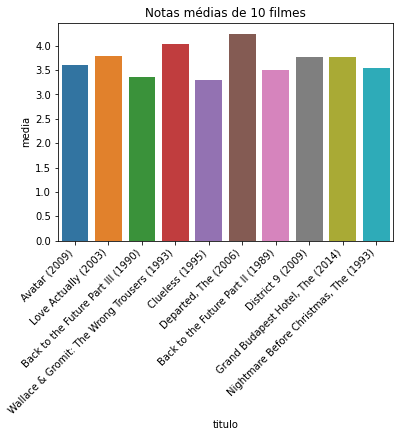 Notas médias de 10 filmes
media
4.0
3.5
3.0
2.5
2.0
1.5
1.0
0.5
0.0
Avatar (2009)
Love Actually (2003)
Back to the Future Part III (1990)
Wallace & Gromit: The Wrong Trousers (1993)
Clueless (1995)
Departed, The (2006)
Back to the Future Part II (1989)
District 9 (2009)
Grand Budapest Hotel, The (2014)
Nightmare Before Christmas, The (1993)
titulo